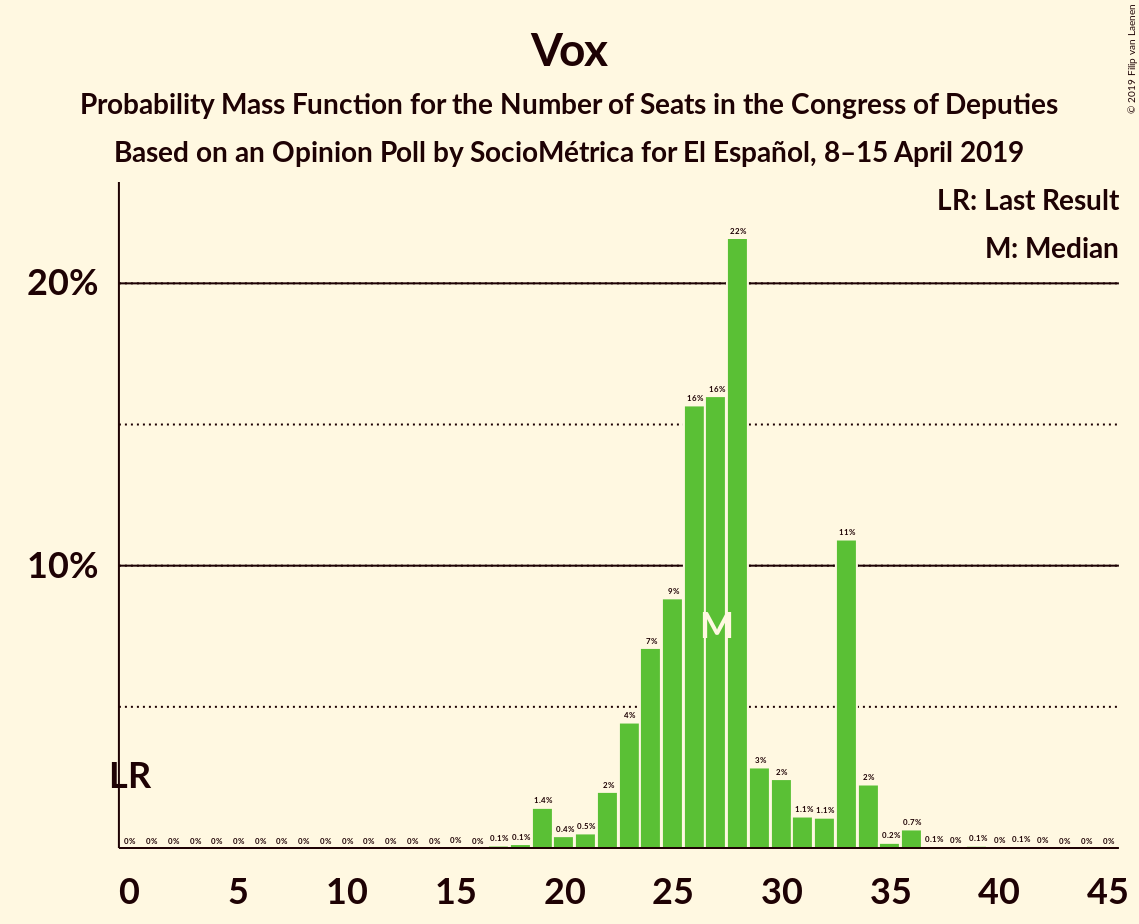 © 2019 Filip van Laenen
Vox
Probability Mass Function for the Number of Seats in the Congress of Deputies
Based on an Opinion Poll by SocioMétrica for El Español, 8–15 April 2019
LR: Last Result
M: Median
20%
10%
22%
16% 16%
11%
9%
7%
4%
3%
2% 2% 2%
1.4% 1.1% 1.1%
0.4% 0.5% 0.7%
0% 0% 0% 0% 0% 0% 0% 0% 0% 0% 0% 0% 0% 0% 0% 0% 0% 0.1% 0.1% 0.2% 0.1% 0% 0.1% 0% 0.1% 0% 0% 0% 0%
M
LR
0 5 10 15 20 25 30 35 40 45